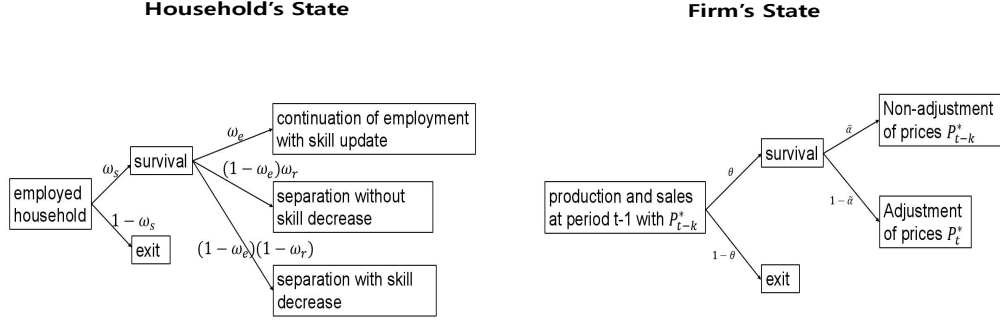 Household's State
Firm's State
employed
household
ω_s
1 − ω_s
survival
exit
ω_e
(1 − ω_e)ω_r
(1 − ω_e)(1 − ω_r)
continuation of employment
with skill update
separation without
skill decrease
separation with skill
decrease
production and sales
at period t-1 with P*_{t−k}
θ
1 − θ
survival
exit
α̃
1 − α̃
Non-adjustment
of prices P*_{t−k}
Adjustment
of prices P*_t